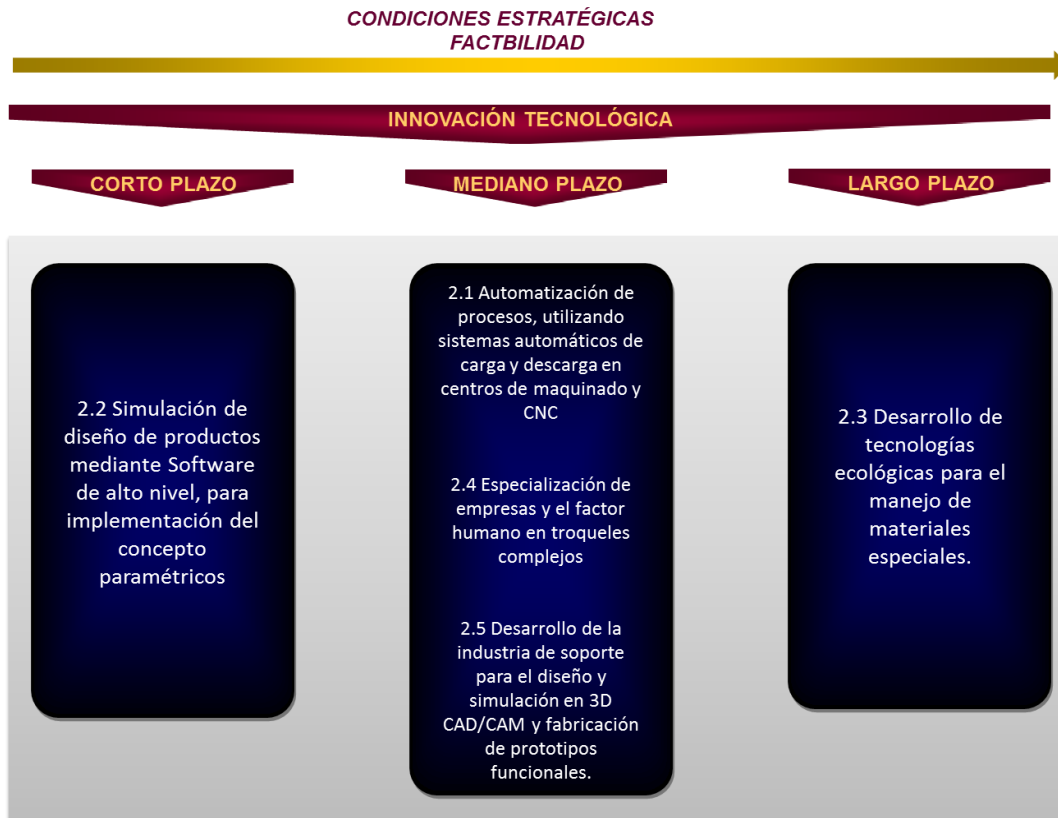 CONDICIONES ESTRATÉGICAS
FACTBILIDAD
INNOVACIÓN TECNOLÓGICA
CORTO PLAZO
MEDIANO PLAZO
LARGO PLAZO
2.2 Simulación de
diseño de productos
mediante Software
de alto nivel, para
implementación del
concepto
paramétricos
2.1 Automatización de
procesos, utilizando
sistemas automáticos de
carga y descarga en
centros de maquinado y
CNC
2.4 Especialización de
empresas y el factor
humano en troqueles
complejos
2.5 Desarrollo de la
industria de soporte
para el diseño y
simulación en 3D
CAD/CAM y fabricación
de prototipos
funcionales.
2.3 Desarrollo de
tecnologías
ecológicas para el
manejo de
materiales
especiales.